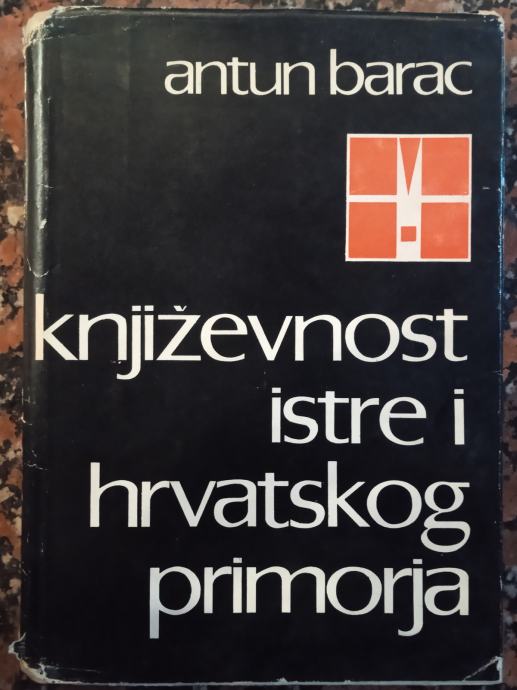 antun barac
književnost
istre i
hrvatskog
primorja